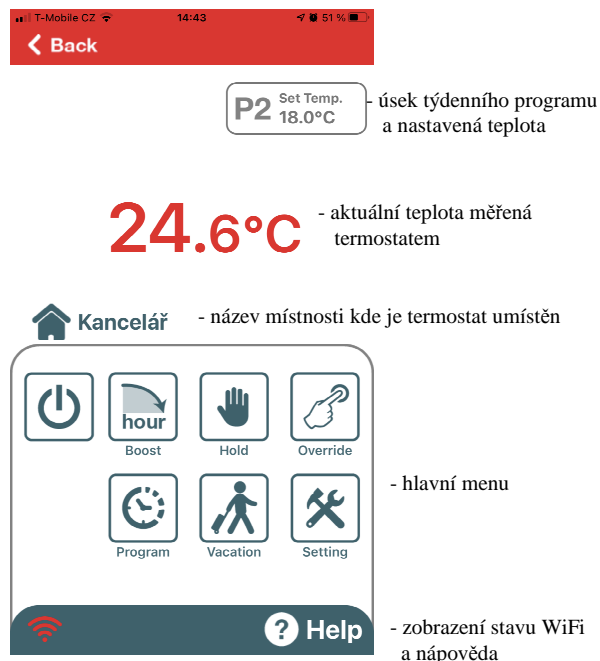 T-Mobile CZ 14:43 51 %
Back
P2 Set Temp. 18.0°C
- úsek týdenního programu
a nastavená teplota
24.6°C
- aktuální teplota měřená
termostatem
Kancelář
- název místnosti kde je termostat umístěn
hour
Boost Hold Override
- hlavní menu
Program Vacation Setting
? Help
- zobrazení stavu WiFi
a nápověda